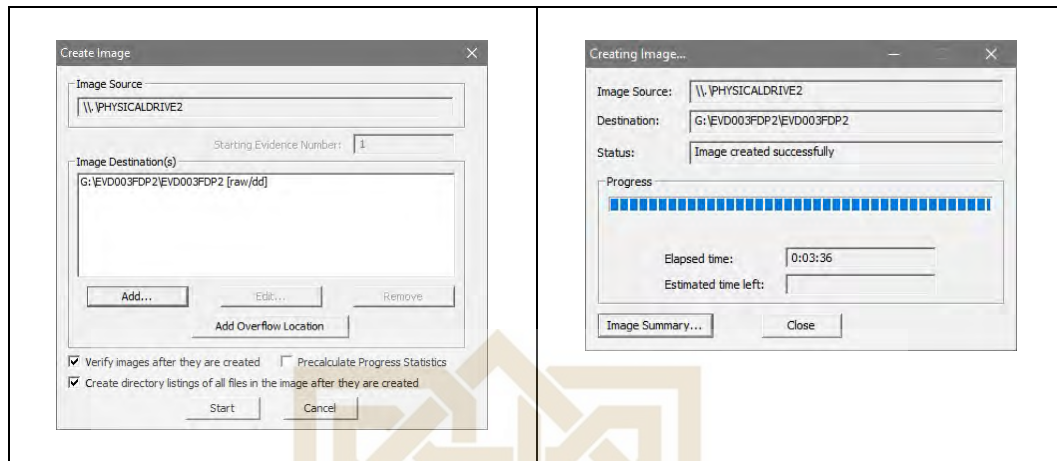 Create Image
Image Source
\\.\PHYSICALDRIVE2
Starting Evidence Number: 1
Image Destination(s)
G:\EVD003FDP2\EVD003FDP2 [raw/dd]
Add... Edit... Remove
Add Overflow Location
Verify images after they are created Precalculate Progress Statistics
Create directory listings of all files in the image after they are created
Start Cancel
Creating Image...
Image Source: \\.\PHYSICALDRIVE2
Destination: G:\EVD003FDP2\EVD003FDP2
Status: Image created successfully
Progress
Elapsed time: 0:03:36
Estimated time left:
Image Summary... Close